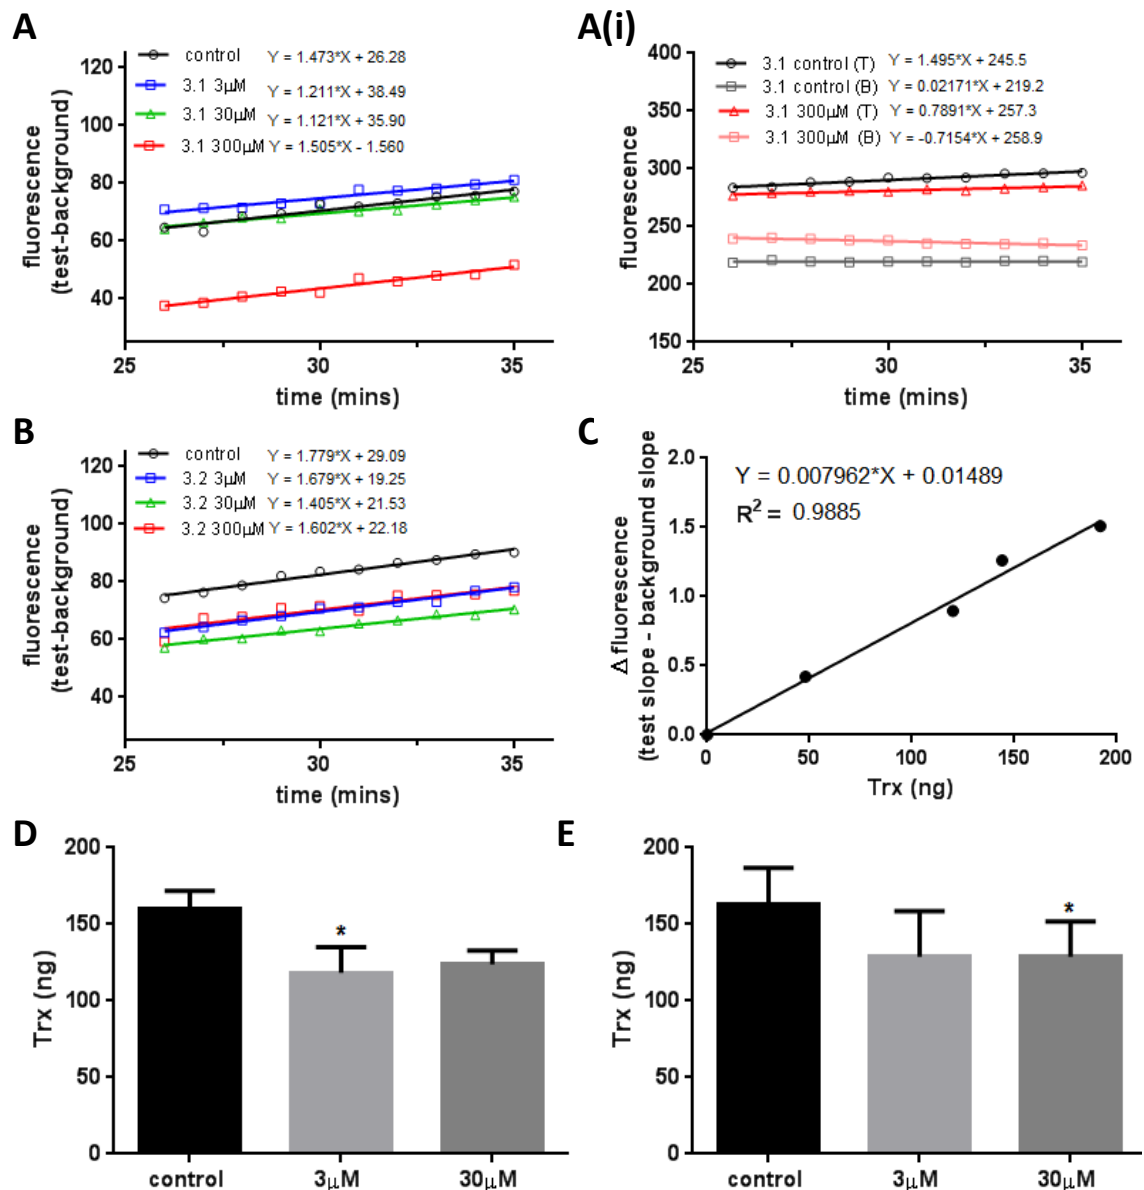 A
control Y = 1.473*X + 26.28
3.1 3µM Y = 1.211*X + 38.49
3.1 30µM Y = 1.121*X + 35.90
3.1 300µM Y = 1.505*X - 1.560
120
100
80
60
40
25 30 35
fluorescence
(test-background)
time (mins)
A(i)
3.1 control (T) Y = 1.495*X + 245.5
3.1 control (B) Y = 0.02171*X + 219.2
3.1 300µM (T) Y = 0.7891*X + 257.3
3.1 300µM (B) Y = -0.7154*X + 258.9
400
350
300
250
200
150
25 30 35
fluorescence
time (mins)
B
control Y = 1.779*X + 29.09
3.2 3µM Y = 1.679*X + 19.25
3.2 30µM Y = 1.405*X + 21.53
3.2 300µM Y = 1.602*X + 22.18
120
100
80
60
40
25 30 35
fluorescence
(test-background)
time (mins)
C
Y = 0.007962*X + 0.01489
R² = 0.9885
2.0
1.5
1.0
0.5
0.0
0 50 100 150 200
Δfluorescence
(test slope - background slope
Trx (ng)
D
200
150
100
50
0
*
Trx (ng)
control 3µM 30µM
E
200
150
100
50
0
*
Trx (ng)
control 3µM 30µM